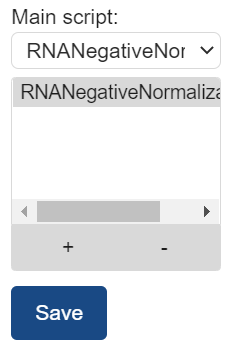 Main script:
RNANegativeNor
RNANegativeNormaliza
+ -
Save